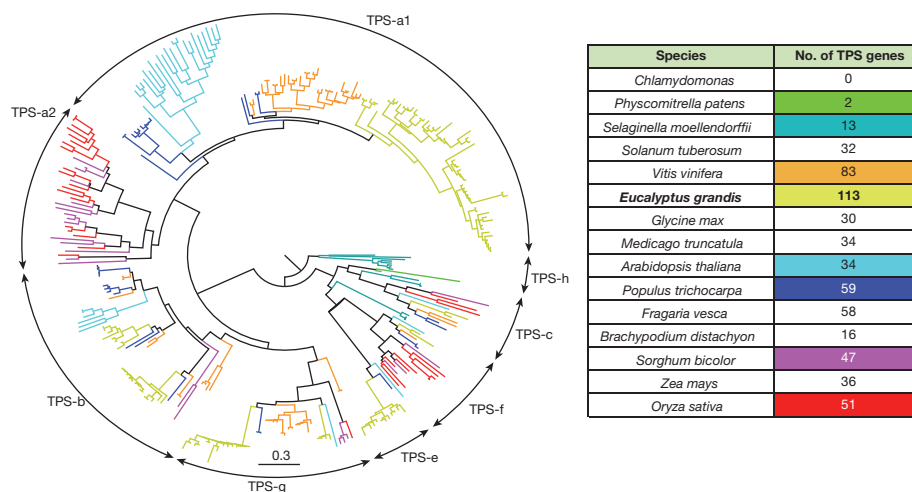 TPS-a1
TPS-a2
TPS-h
TPS-c
TPS-f
TPS-e
TPS-g
TPS-b
0.3
Species No. of TPS genes
Chlamydomonas 0
Physcomitrella patens 2
Selaginella moellendorffii 13
Solanum tuberosum 32
Vitis vinifera 83
Eucalyptus grandis 113
Glycine max 30
Medicago truncatula 34
Arabidopsis thaliana 34
Populus trichocarpa 59
Fragaria vesca 58
Brachypodium distachyon 16
Sorghum bicolor 47
Zea mays 36
Oryza sativa 51